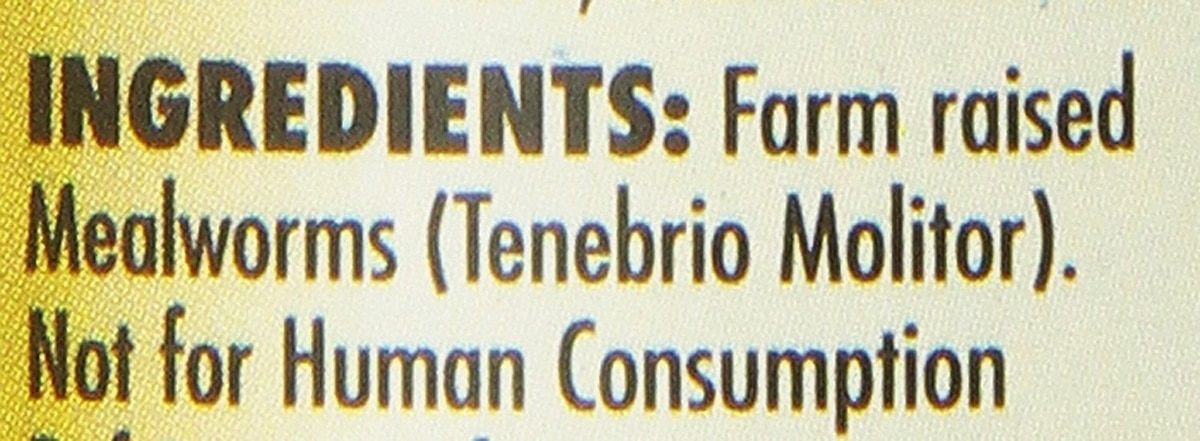 INGREDIENTS: Farm raised
Mealworms (Tenebrio Molitor).
Not for Human Consumption